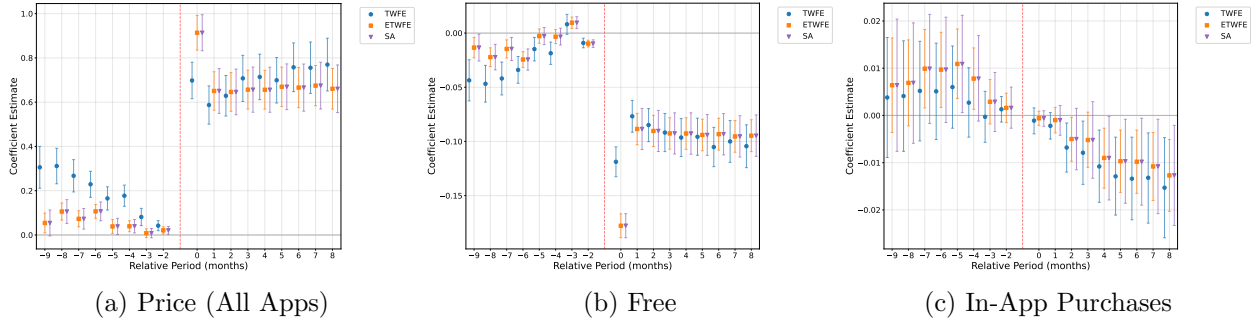 TWFE
ETWFE
SA
1.0
0.8
0.6
0.4
0.2
0.0
Coefficient Estimate
−9 −8 −7 −6 −5 −4 −3 −2 0 1 2 3 4 5 6 7 8
Relative Period (months)
(a) Price (All Apps)
TWFE
ETWFE
SA
0.00
−0.05
−0.10
−0.15
Coefficient Estimate
−9 −8 −7 −6 −5 −4 −3 −2 0 1 2 3 4 5 6 7 8
Relative Period (months)
(b) Free
TWFE
ETWFE
SA
0.02
0.01
0.00
−0.01
−0.02
Coefficient Estimate
−9 −8 −7 −6 −5 −4 −3 −2 0 1 2 3 4 5 6 7 8
Relative Period (months)
(c) In-App Purchases